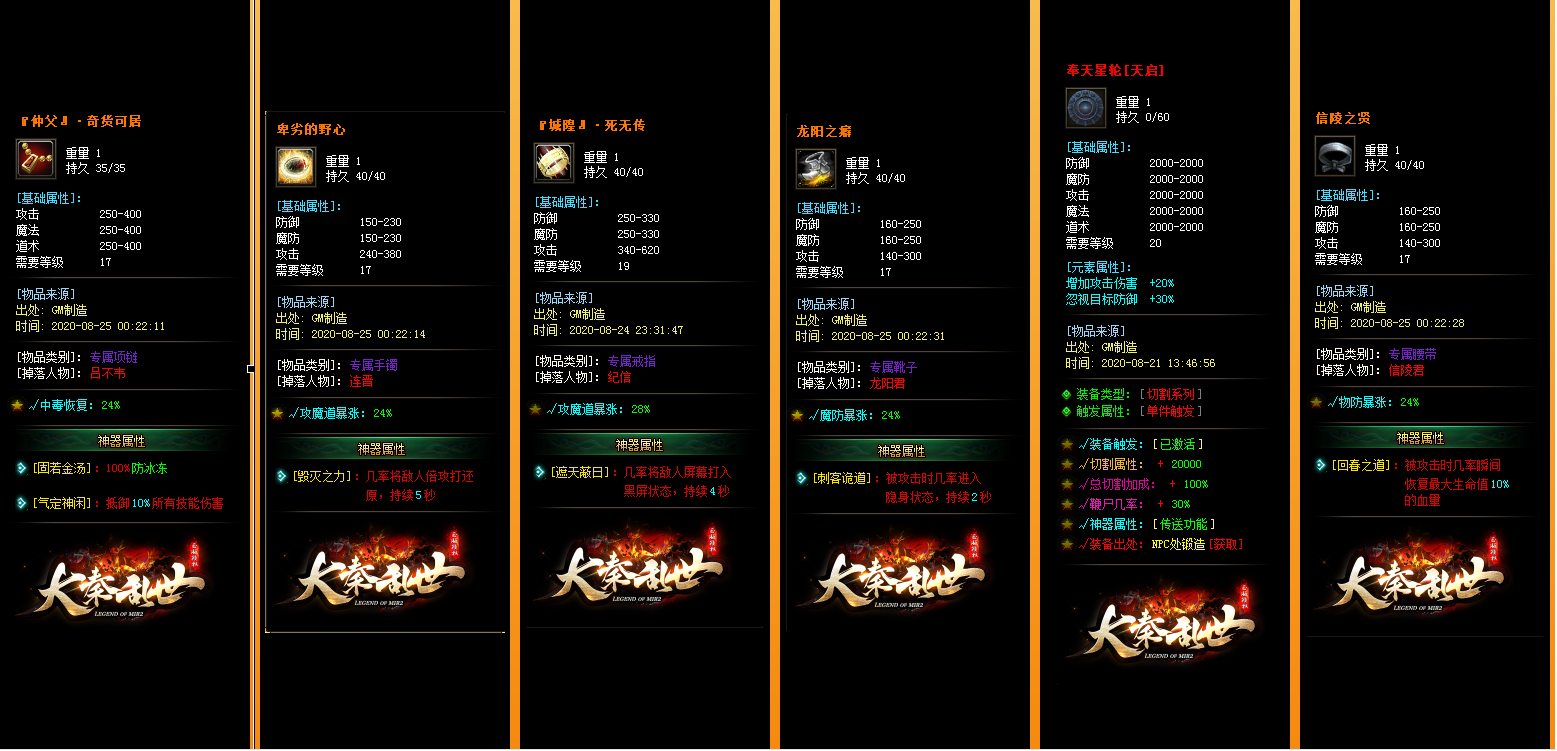 『仲父』-奇货可居
重量 1
持久 35/35
[基础属性]:
攻击 250-400
魔法 250-400
道术 250-400
需要等级 17
[物品来源]
出处: GM制造
时间: 2020-08-25 00:22:11
[物品类别]: 专属项链
[掉落人物]: 吕不韦
√中毒恢复: 24%
神器属性
[固若金汤]: 100%防冰冻
[气定神闲]: 抵御10%所有技能伤害
大秦乱世
LEGEND OF MIR2
卑劣的野心
重量 1
持久 40/40
[基础属性]:
防御 150-230
魔防 150-230
攻击 240-380
需要等级 17
[物品来源]
出处: GM制造
时间: 2020-08-25 00:22:14
[物品类别]: 专属手镯
[掉落人物]: 连晋
√攻魔道暴涨: 24%
神器属性
[毁灭之力]: 几率将敌人倍攻打还
原，持续5秒
大秦乱世
LEGEND OF MIR2
『城隍』-死无传
重量 1
持久 40/40
[基础属性]:
防御 250-330
魔防 250-330
攻击 340-620
需要等级 19
[物品来源]
出处: GM制造
时间: 2020-08-24 23:31:47
[物品类别]: 专属戒指
[掉落人物]: 纪信
√攻魔道暴涨: 28%
神器属性
[遮天蔽日]: 几率将敌人屏幕打入
黑屏状态，持续4秒
大秦乱世
LEGEND OF MIR2
龙阳之癖
重量 1
持久 40/40
[基础属性]:
防御 160-250
魔防 160-250
攻击 140-300
需要等级 17
[物品来源]
出处: GM制造
时间: 2020-08-25 00:22:31
[物品类别]: 专属靴子
[掉落人物]: 龙阳君
√魔防暴涨: 24%
神器属性
[刺客诡道]: 被攻击时几率进入
隐身状态，持续2秒
大秦乱世
LEGEND OF MIR2
奉天星轮[天启]
重量 1
持久 0/60
[基础属性]:
防御 2000-2000
魔防 2000-2000
攻击 2000-2000
魔法 2000-2000
道术 2000-2000
需要等级 20
[元素属性]:
增加攻击伤害 +20%
忽视目标防御 +30%
[物品来源]
出处: GM制造
时间: 2020-08-21 13:46:56
装备类型: [切割系列]
触发属性: [单件触发]
√装备触发: [已激活]
√切割属性: + 20000
√总切割加成: + 100%
√鞭尸几率: + 30%
√神器属性: [传送功能]
√装备出处: NPC处锻造[获取]
大秦乱世
LEGEND OF MIR2
信陵之贤
重量 1
持久 40/40
[基础属性]:
防御 160-250
魔防 160-250
攻击 140-300
需要等级 17
[物品来源]
出处: GM制造
时间: 2020-08-25 00:22:28
[物品类别]: 专属腰带
[掉落人物]: 信陵君
√物防暴涨: 24%
神器属性
[回春之道]: 被攻击时几率瞬间
恢复最大生命值10%
的血量
大秦乱世
LEGEND OF MIR2